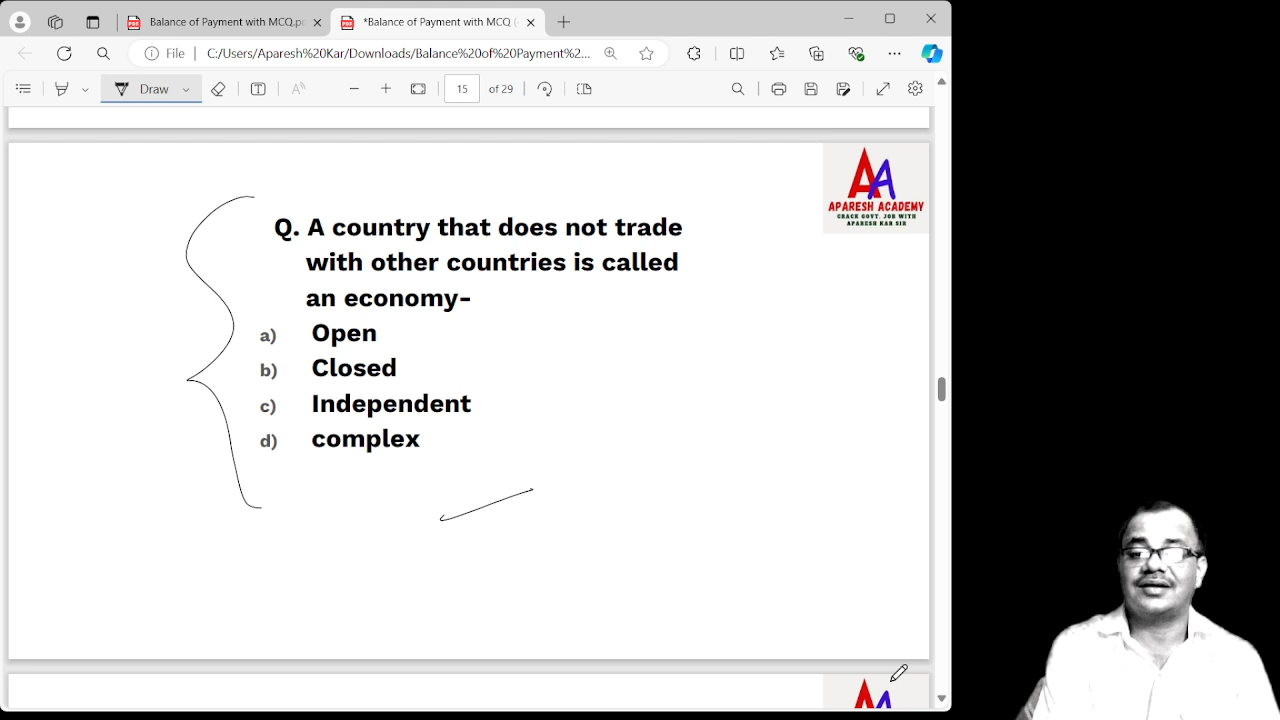 Balance of Payment with MCQ.p
*Balance of Payment with MCQ (
File
C:/Users/Aparesh%20Kar/Downloads/Balance%20of%20Payment%2...
Draw
15 of 29
AA
APARESH ACADEMY
CRACK GOVT. JOB WITH
APARESH KAR SIR
Q. A country that does not trade
with other countries is called
an economy-
a) Open
b) Closed
c) Independent
d) complex
AA